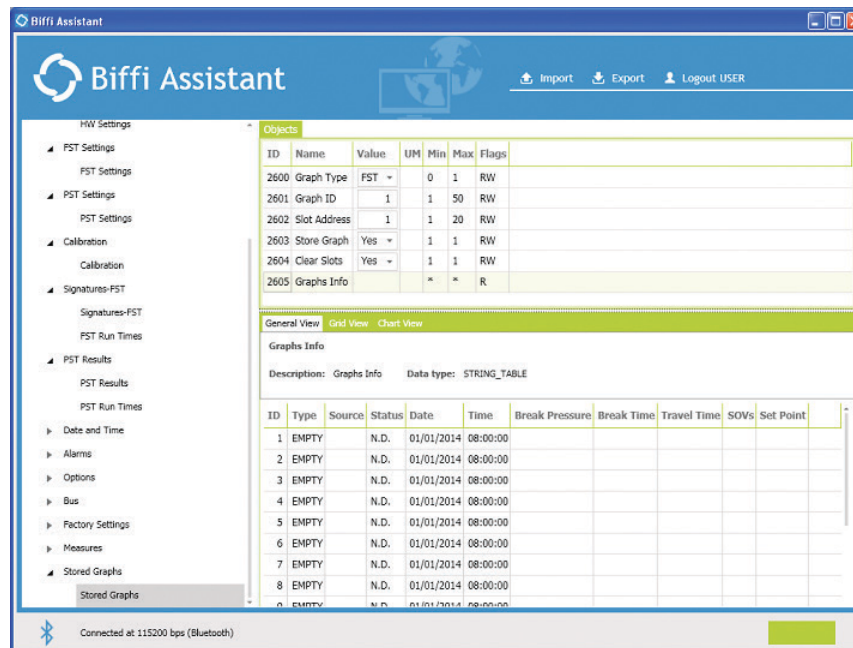 Biffi Assistant
Biffi Assistant
Import Export Logout USER
HW Settings
FST Settings
FST Settings
PST Settings
PST Settings
Calibration
Calibration
Signatures-FST
Signatures-FST
FST Run Times
PST Results
PST Results
PST Run Times
Date and Time
Alarms
Options
Bus
Factory Settings
Measures
Stored Graphs
Stored Graphs
Objects
ID Name Value UM Min Max Flags
2600 Graph Type FST 0 1 RW
2601 Graph ID 1 1 50 RW
2602 Slot Address 1 1 20 RW
2603 Store Graph Yes 1 1 RW
2604 Clear Slots Yes 1 1 RW
2605 Graphs Info * * R
General View Grid View Chart View
Graphs Info
Description: Graphs Info Data type: STRING_TABLE
ID Type Source Status Date Time Break Pressure Break Time Travel Time SOVs Set Point
1 EMPTY N.D. 01/01/2014 08:00:00
2 EMPTY N.D. 01/01/2014 08:00:00
3 EMPTY N.D. 01/01/2014 08:00:00
4 EMPTY N.D. 01/01/2014 08:00:00
5 EMPTY N.D. 01/01/2014 08:00:00
6 EMPTY N.D. 01/01/2014 08:00:00
7 EMPTY N.D. 01/01/2014 08:00:00
8 EMPTY N.D. 01/01/2014 08:00:00
9 EMPTY N.D. 01/01/2014 08:00:00
Connected at 115200 bps (Bluetooth)